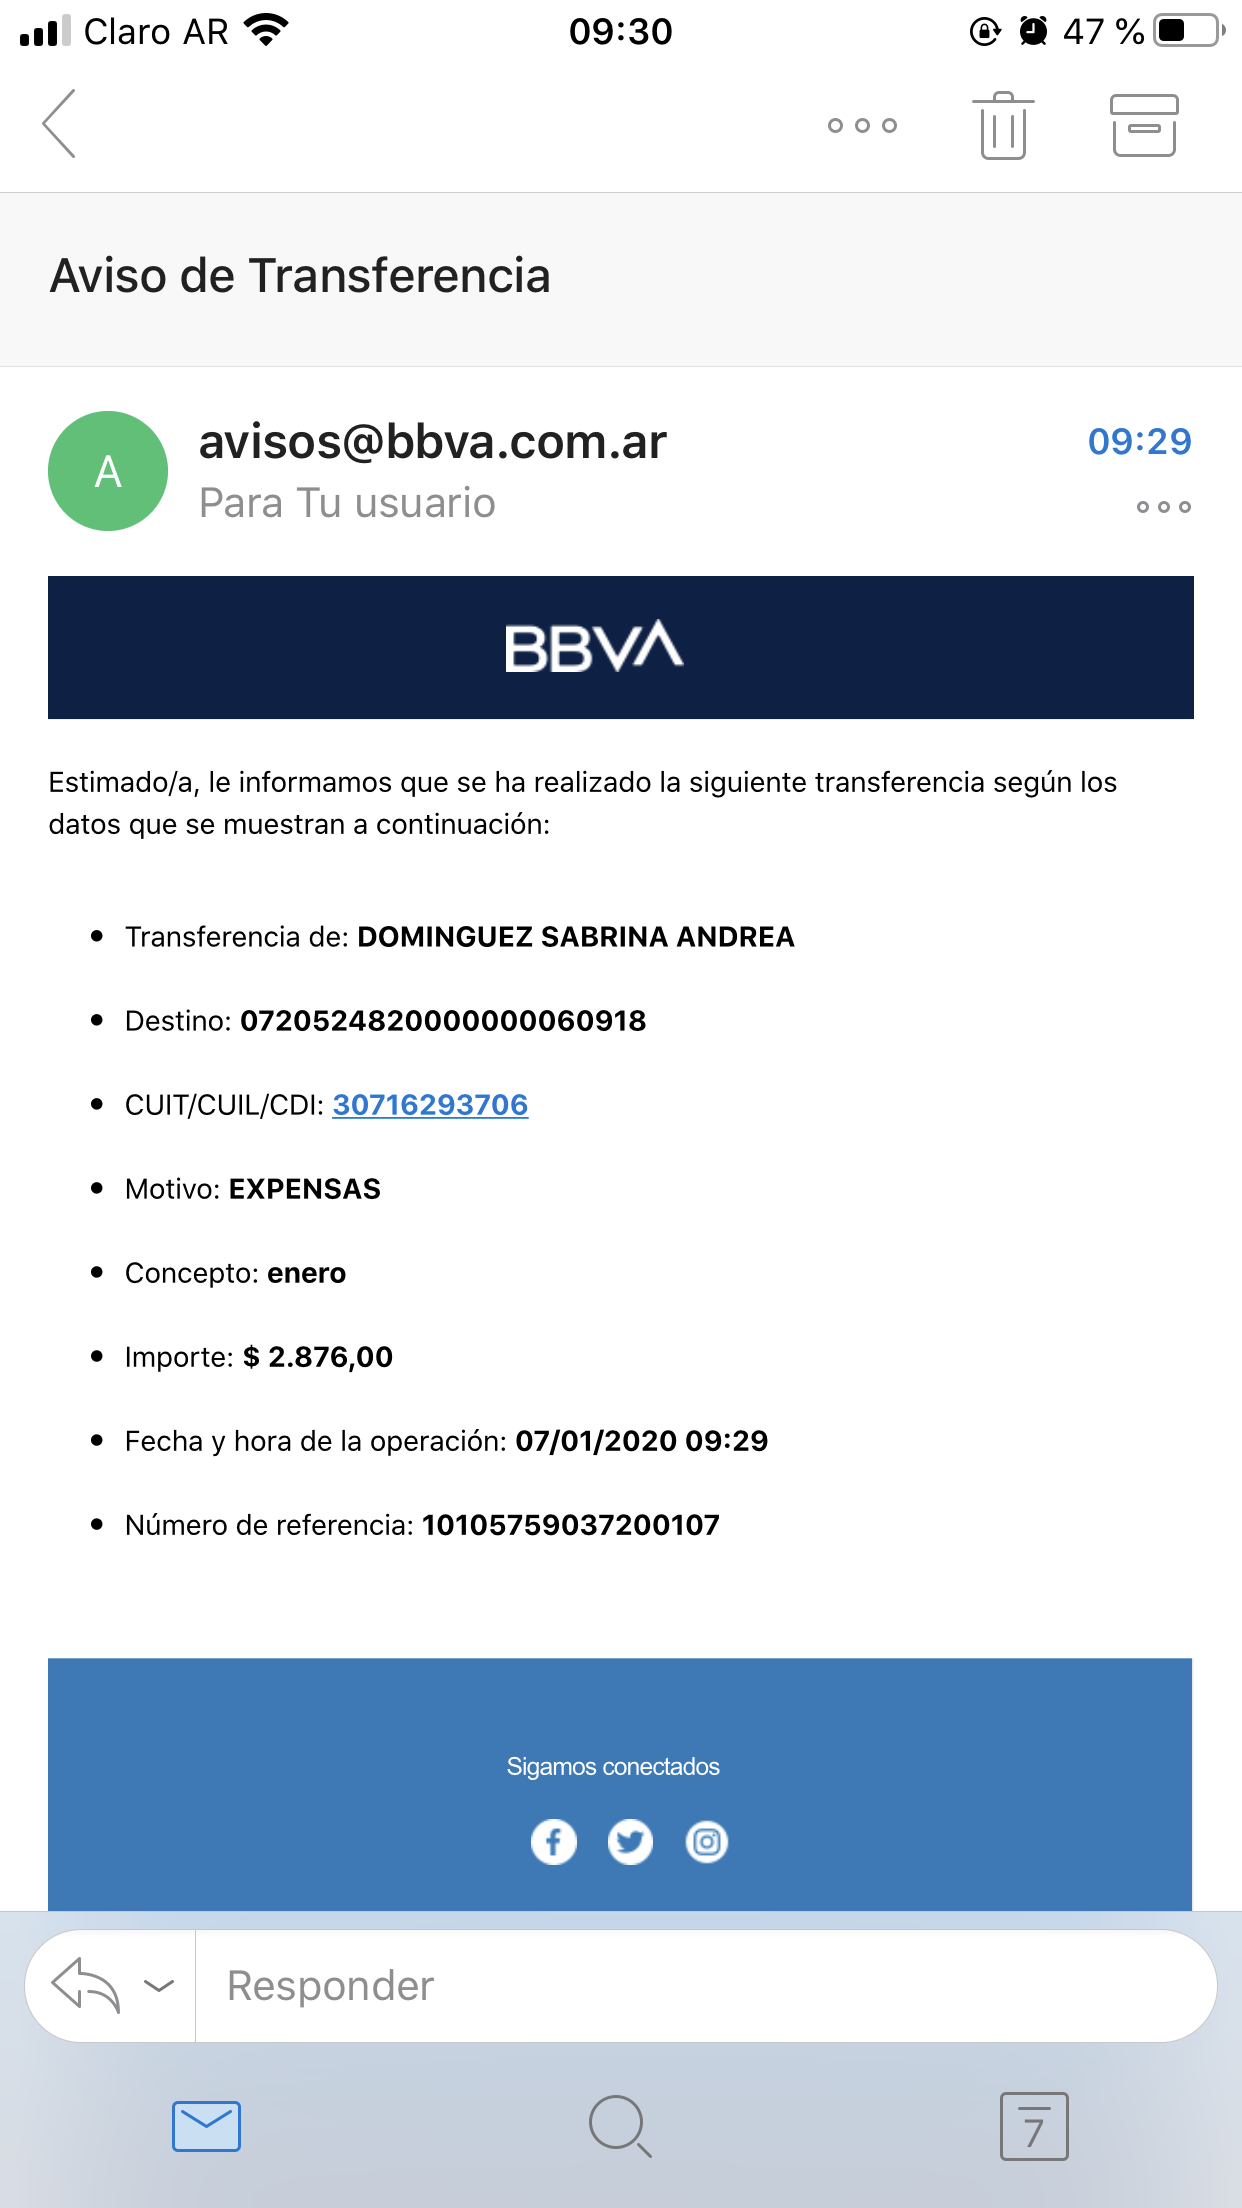 Claro AR 09:30 47 %
Aviso de Transferencia
A
avisos@bbva.com.ar 09:29
Para Tu usuario
BBVA
Estimado/a, le informamos que se ha realizado la siguiente transferencia según los
datos que se muestran a continuación:
• Transferencia de: DOMINGUEZ SABRINA ANDREA
• Destino: 0720524820000000060918
• CUIT/CUIL/CDI: 30716293706
• Motivo: EXPENSAS
• Concepto: enero
• Importe: $ 2.876,00
• Fecha y hora de la operación: 07/01/2020 09:29
• Número de referencia: 10105759037200107
Sigamos conectados
Responder
7